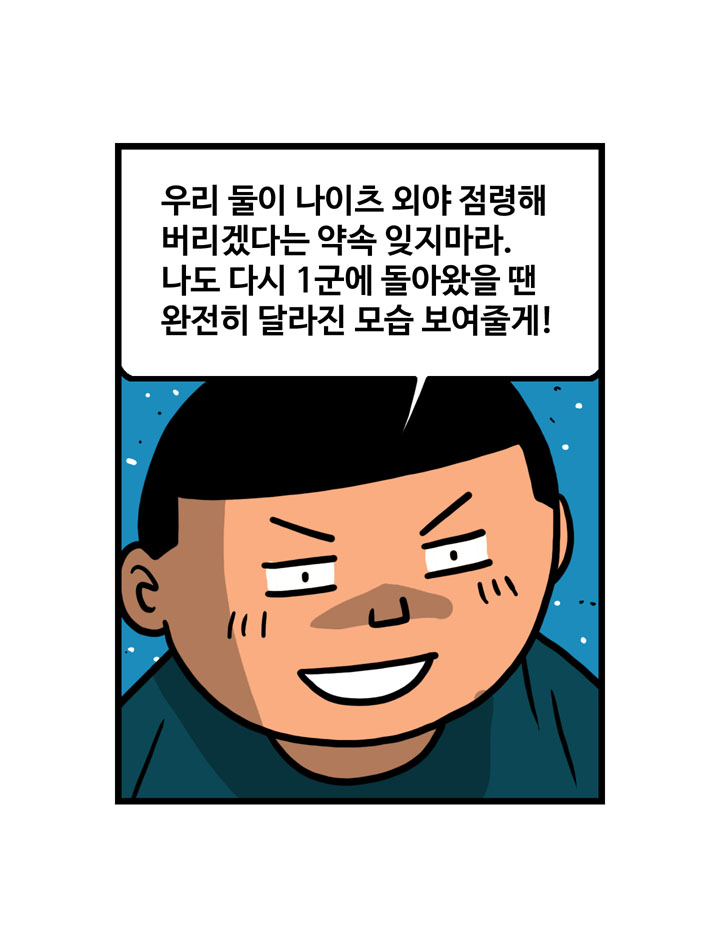 우리 둘이 나이츠 외야 점령해
버리겠다는 약속 잊지마라.
나도 다시 1군에 돌아왔을 땐
완전히 달라진 모습 보여줄게!